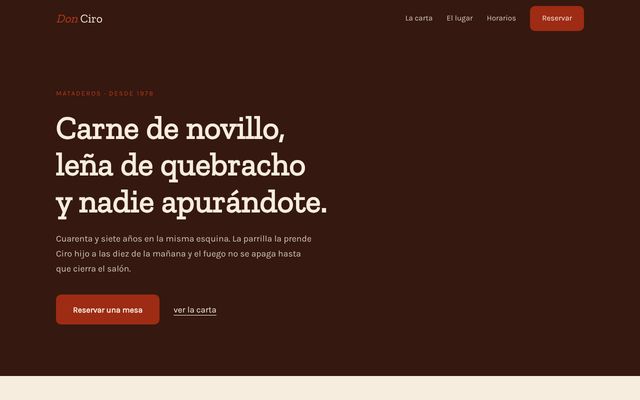 Don Ciro
La carta
El lugar
Horarios
Reservar
MATADEROS · DESDE 1978
Carne de novillo,
leña de quebracho
y nadie apurándote.
Cuarenta y siete años en la misma esquina. La parrilla la prende
Ciro hijo a las diez de la mañana y el fuego no se apaga hasta
que cierra el salón.
Reservar una mesa
ver la carta